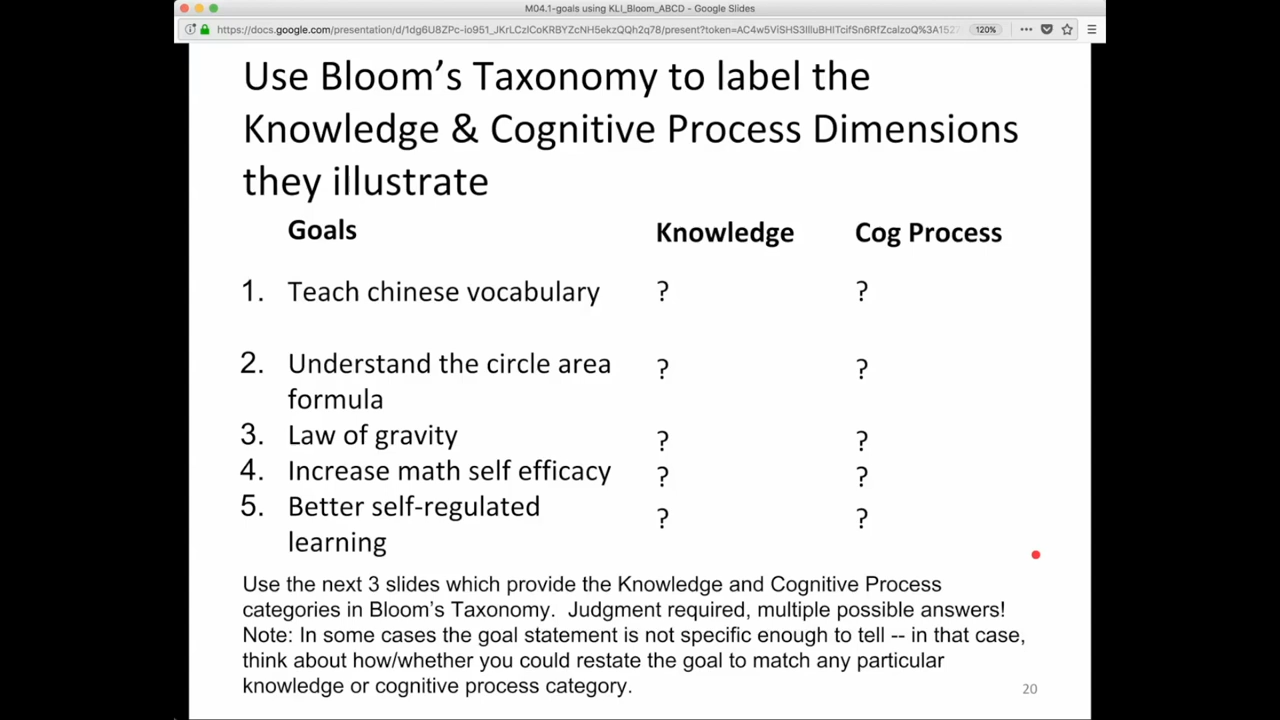 M04.1-goals using KLI_Bloom_ABCD - Google Slides
120%
Use Bloom's Taxonomy to label the
Knowledge & Cognitive Process Dimensions
they illustrate
Goals Knowledge Cog Process
1. Teach chinese vocabulary ? ?
2. Understand the circle area ? ?
formula
3. Law of gravity ? ?
4. Increase math self efficacy ? ?
5. Better self-regulated ? ?
learning
Use the next 3 slides which provide the Knowledge and Cognitive Process
categories in Bloom's Taxonomy. Judgment required, multiple possible answers!
Note: In some cases the goal statement is not specific enough to tell -- in that case,
think about how/whether you could restate the goal to match any particular
knowledge or cognitive process category.
20